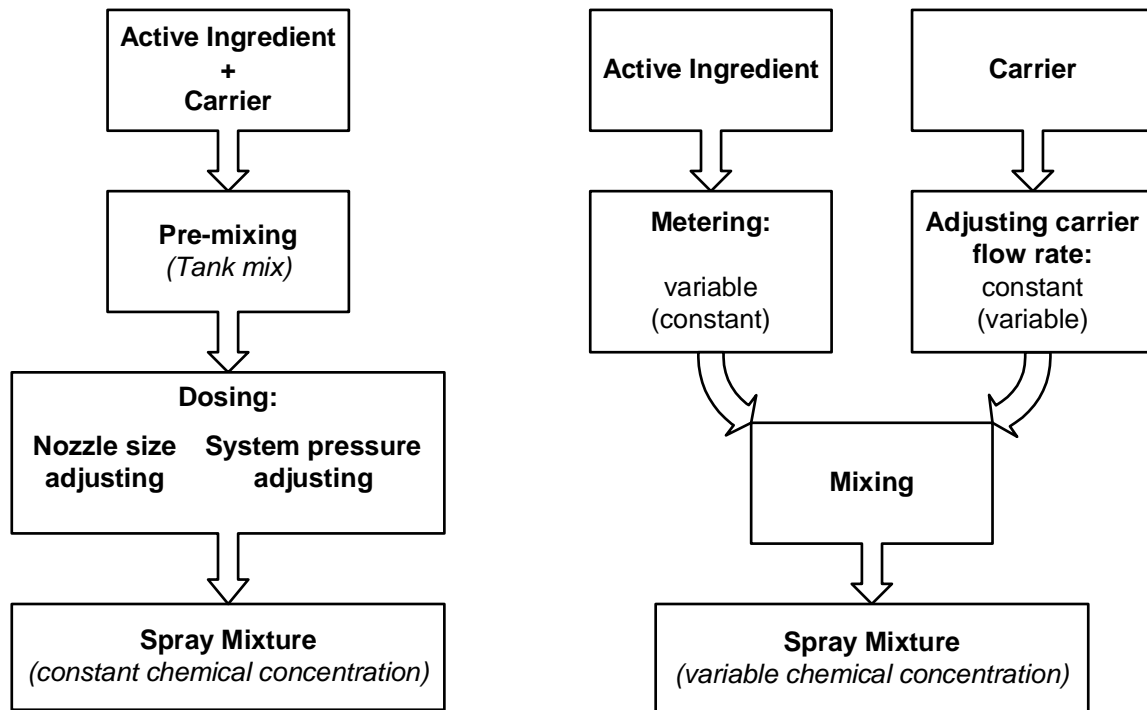 Active Ingredient
+
Carrier
Pre-mixing
(Tank mix)
Dosing:
Nozzle size
adjusting
System pressure
adjusting
Spray Mixture
(constant chemical concentration)
Active Ingredient
Carrier
Metering:
variable
(constant)
Adjusting carrier
flow rate:
constant
(variable)
Mixing
Spray Mixture
(variable chemical concentration)